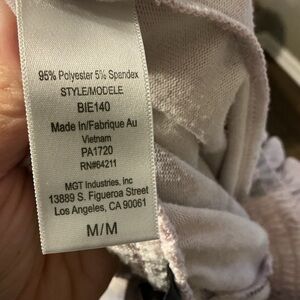 95% Polyester 5% Spandex
STYLE/MODELE
BIE140
Made In/Fabrique Au
Vietnam
PA1720
RN#64211
MGT Industries, Inc
13889 S. Figueroa Street
Los Angeles, CA 90061
M/M